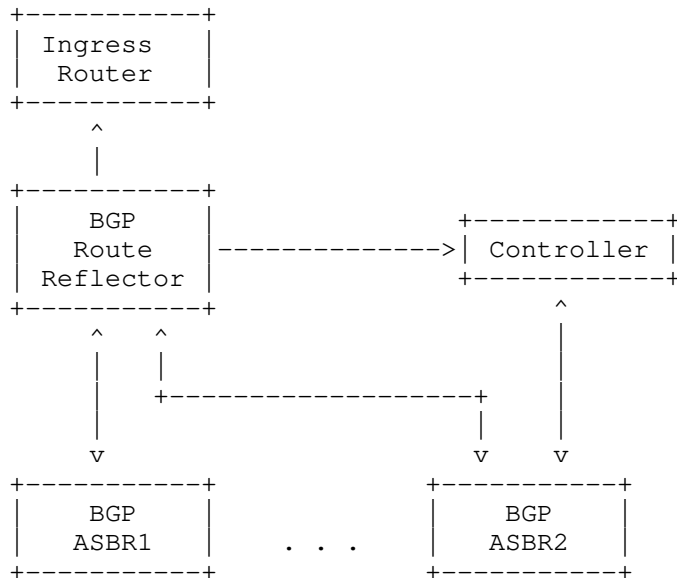 Ingress
Router
BGP
Route
Reflector
Controller
BGP
ASBR1
. . .
BGP
ASBR2